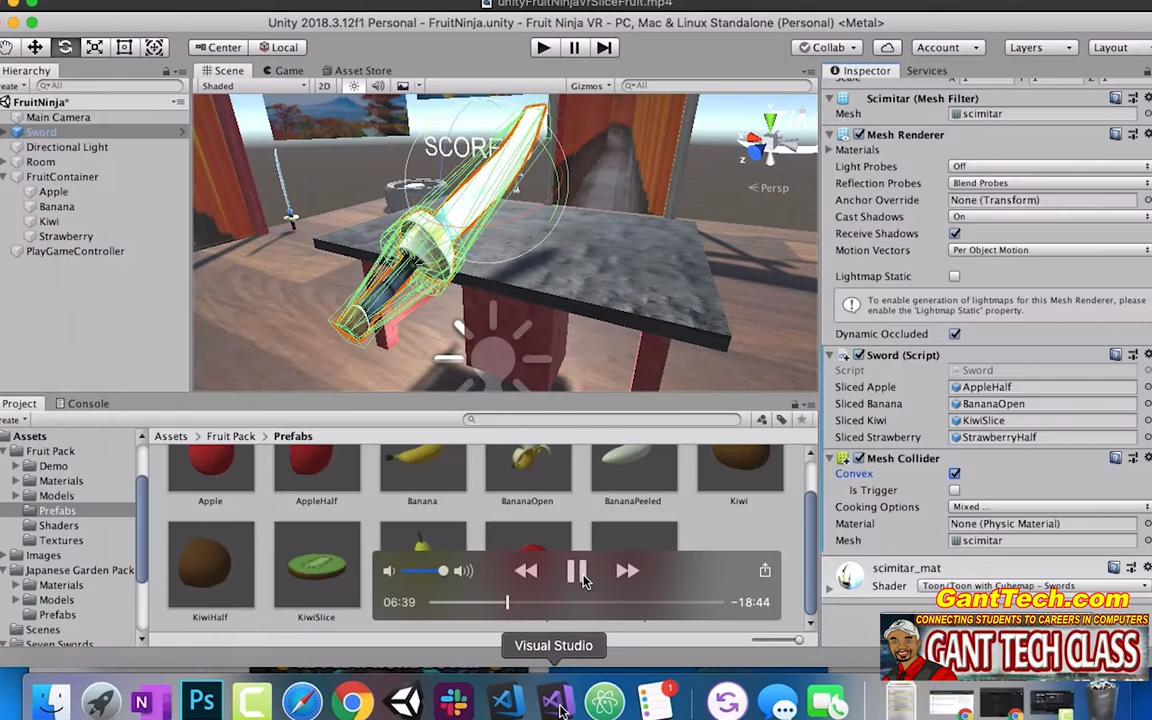 unityFruitNinjaVrSliceFruit.mp4
Unity 2018.3.12f1 Personal - FruitNinja.unity - Fruit Ninja VR - PC, Mac & Linux Standalone (Personal) <Metal>
Center
Local
Collab
Account
Layers
Layout
Hierarchy
Scene
Game
Asset Store
Inspector
Services
All
Shaded
2D
Gizmos
All
FruitNinja*
Main Camera
Sword
Directional Light
Room
FruitContainer
Apple
Banana
Kiwi
Strawberry
PlayGameController
SCORE
z
Persp
Scimitar (Mesh Filter)
Mesh
scimitar
Mesh Renderer
Materials
Light Probes
Off
Reflection Probes
Blend Probes
Anchor Override
None (Transform)
Cast Shadows
On
Receive Shadows
Motion Vectors
Per Object Motion
Lightmap Static
To enable generation of lightmaps for this Mesh Renderer, please
enable the 'Lightmap Static' property.
Dynamic Occluded
Sword (Script)
Script
Sword
Sliced Apple
AppleHalf
Sliced Banana
BananaOpen
Sliced Kiwi
KiwiSlice
Sliced Strawberry
StrawberryHalf
Mesh Collider
Convex
Is Trigger
Cooking Options
Mixed ...
Material
None (Physic Material)
Mesh
scimitar
scimitar_mat
Shader
Toon/Toon with Cubemap - Swords
Project
Console
Assets
Fruit Pack
Demo
Materials
Models
Prefabs
Shaders
Textures
Images
Japanese Garden Pack
Materials
Models
Prefabs
Scenes
Seven Swords
Assets
Fruit Pack
Prefabs
Apple
AppleHalf
Banana
BananaOpen
BananaPeeled
Kiwi
KiwiHalf
KiwiSlice
06:39
-18:44
Visual Studio
GantTech.com
CONNECTING STUDENTS TO CAREERS IN COMPUTERS
GANT TECH CLASS
N
Ps
C
1